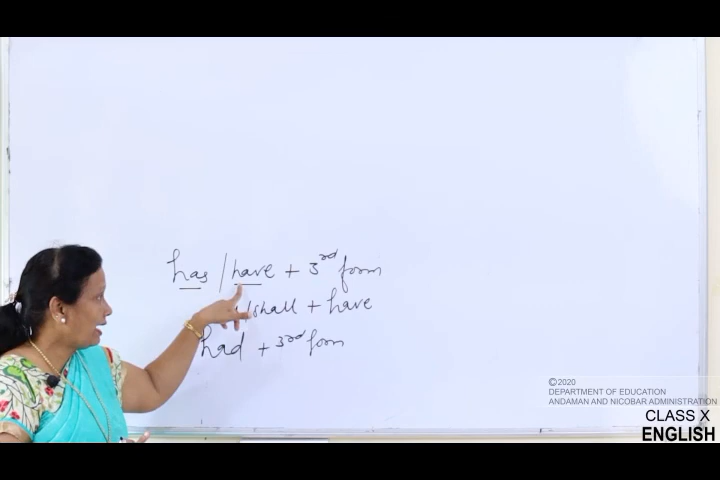 has / have + 3rd form
/shall + have
had + 3rd form
©2020
DEPARTMENT OF EDUCATION
ANDAMAN AND NICOBAR ADMINISTRATION
CLASS X
ENGLISH